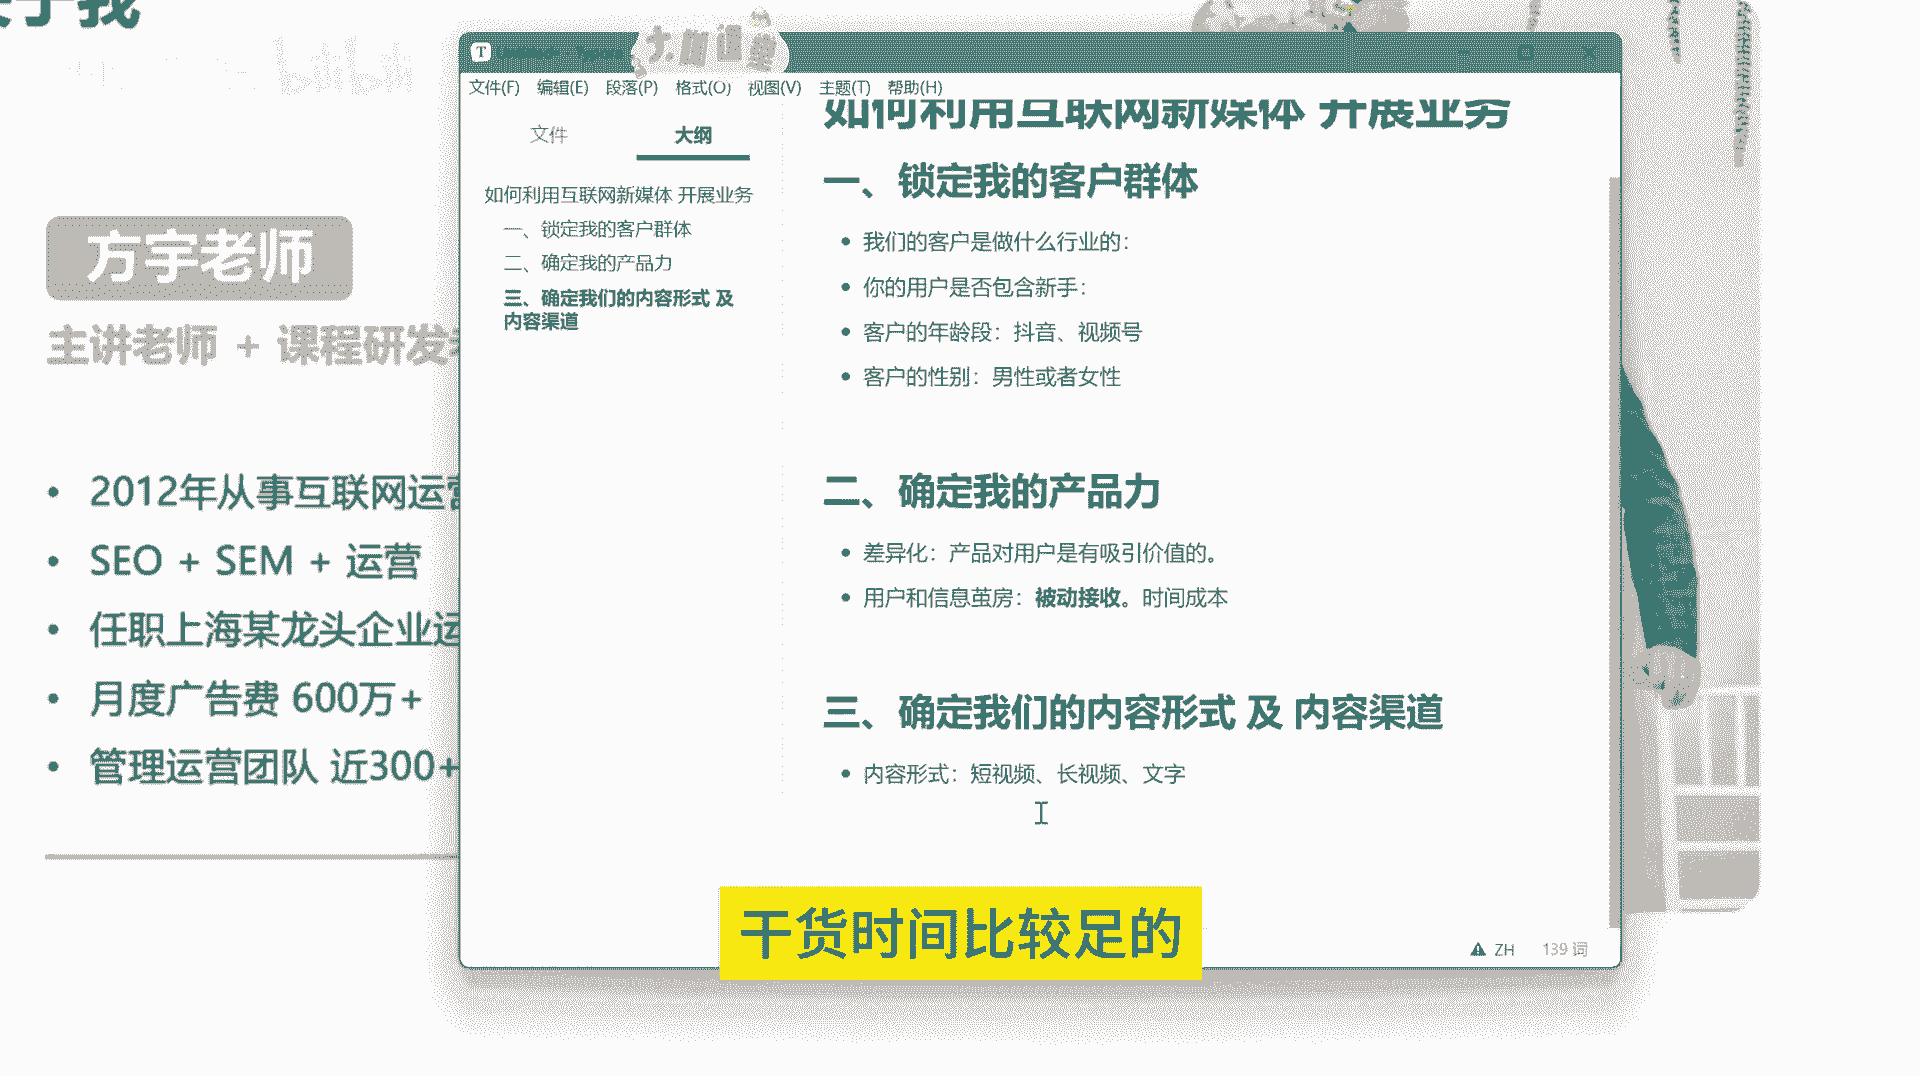 关于我
bilibili
方宇老师
主讲老师 + 课程研发
2012年从事互联网运营
SEO + SEM + 运营
任职上海某龙头企业运
月度广告费 600万+
管理运营团队 近300+
文件(F) 编辑(E) 段落(P) 格式(O) 视图(V) 主题(T) 帮助(H)
文件 大纲
如何利用互联网新媒体 开展业务
一、锁定我的客户群体
二、确定我的产品力
三、确定我们的内容形式 及
内容渠道
如何利用互联网新媒体 开展业务
一、锁定我的客户群体
我们的客户是做什么行业的：
你的用户是否包含新手：
客户的年龄段：抖音、视频号
客户的性别：男性或者女性
二、确定我的产品力
差异化：产品对用户是有吸引价值的。
用户和信息茧房：被动接收。时间成本
三、确定我们的内容形式 及 内容渠道
内容形式：短视频、长视频、文字
干货时间比较足的
ZH 139 词